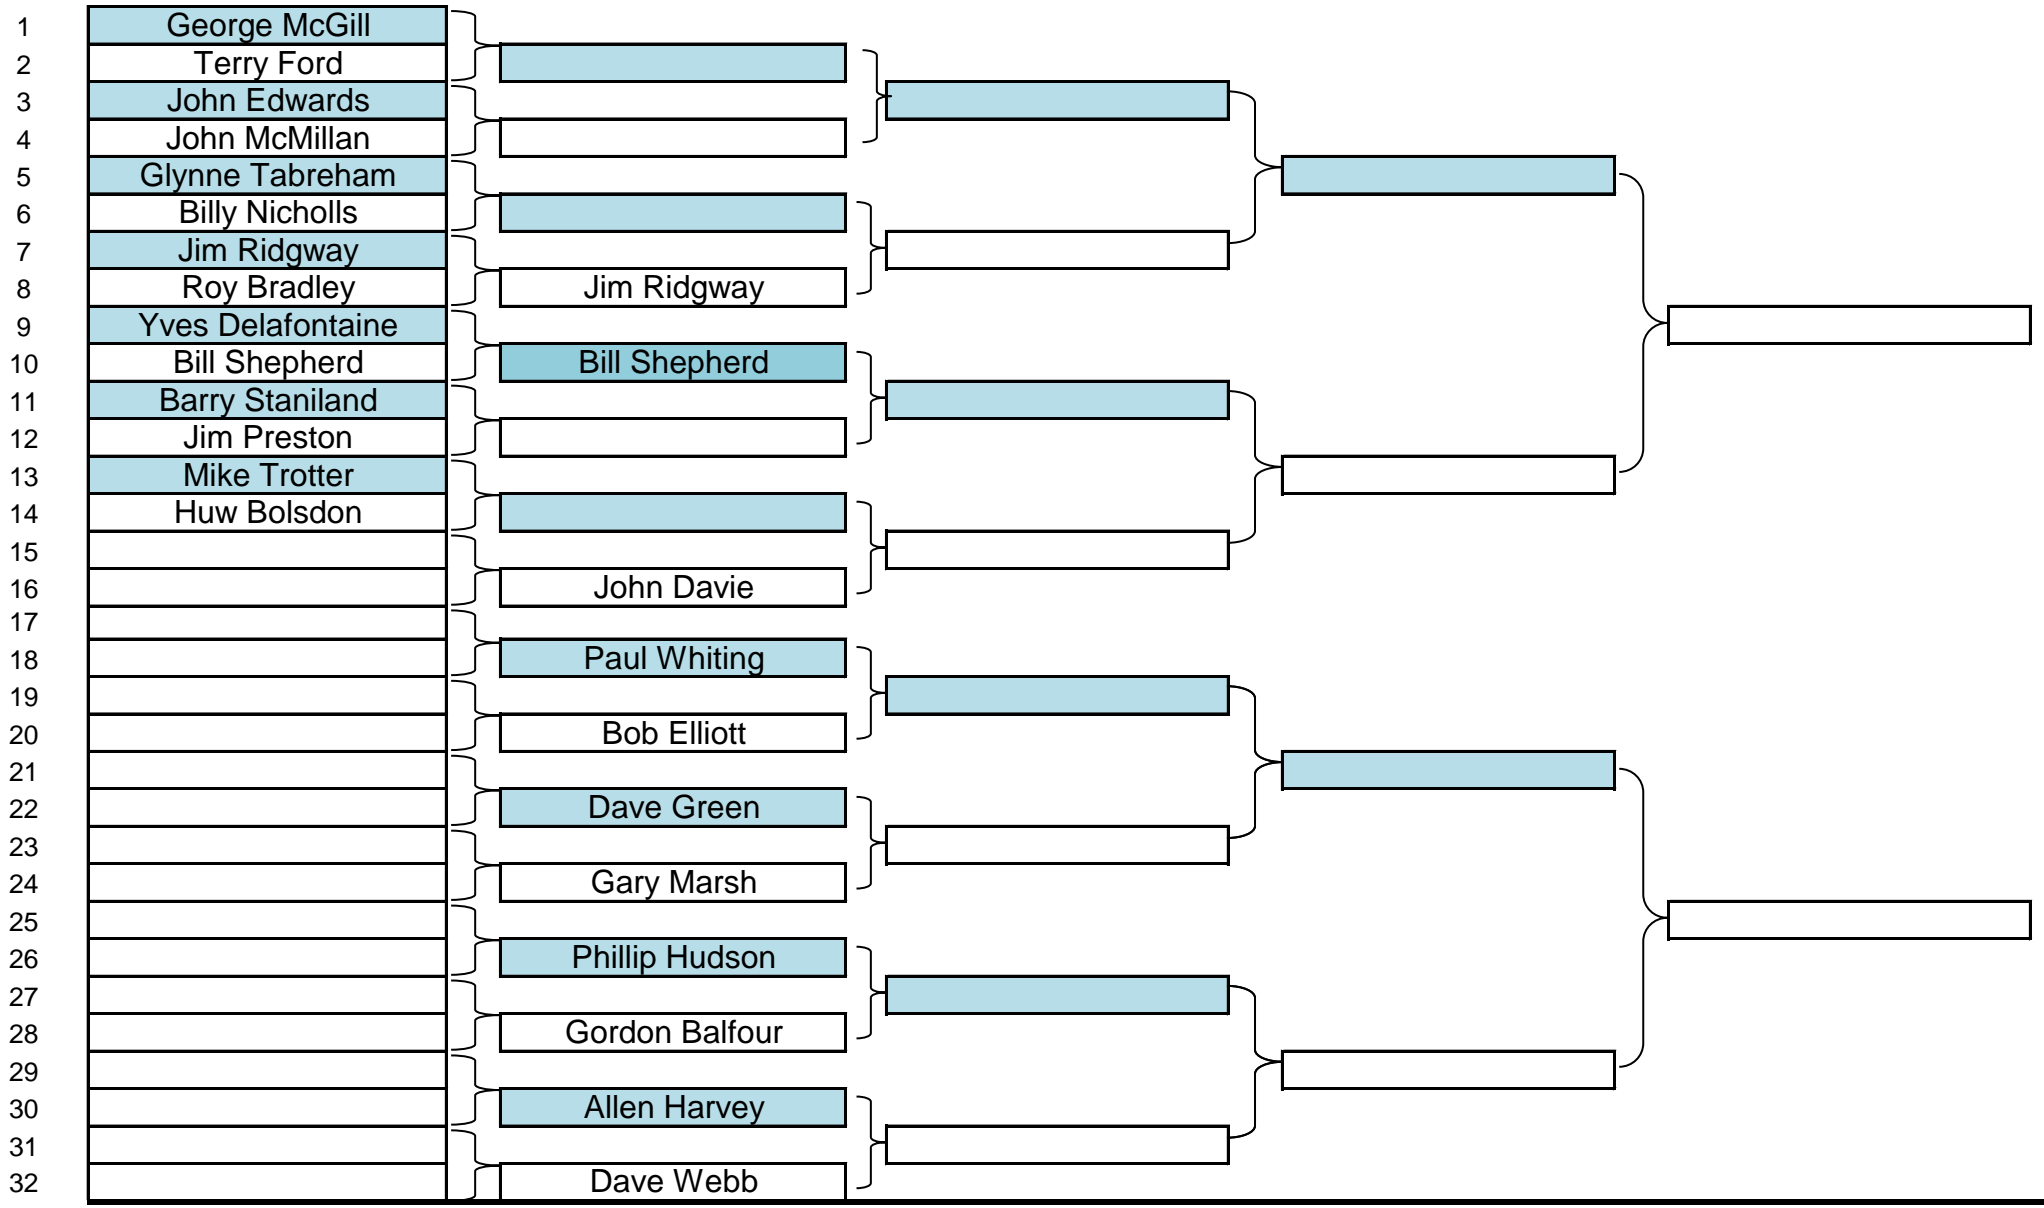 1 George McGill
2 Terry Ford
3 John Edwards
4 John McMillan
5 Glynne Tabreham
6 Billy Nicholls
7 Jim Ridgway
8 Roy Bradley Jim Ridgway
9 Yves Delafontaine
10 Bill Shepherd Bill Shepherd
11 Barry Staniland
12 Jim Preston
13 Mike Trotter
14 Huw Bolsdon
15
16 John Davie
17
18 Paul Whiting
19
20 Bob Elliott
21
22 Dave Green
23
24 Gary Marsh
25
26 Phillip Hudson
27
28 Gordon Balfour
29
30 Allen Harvey
31
32 Dave Webb